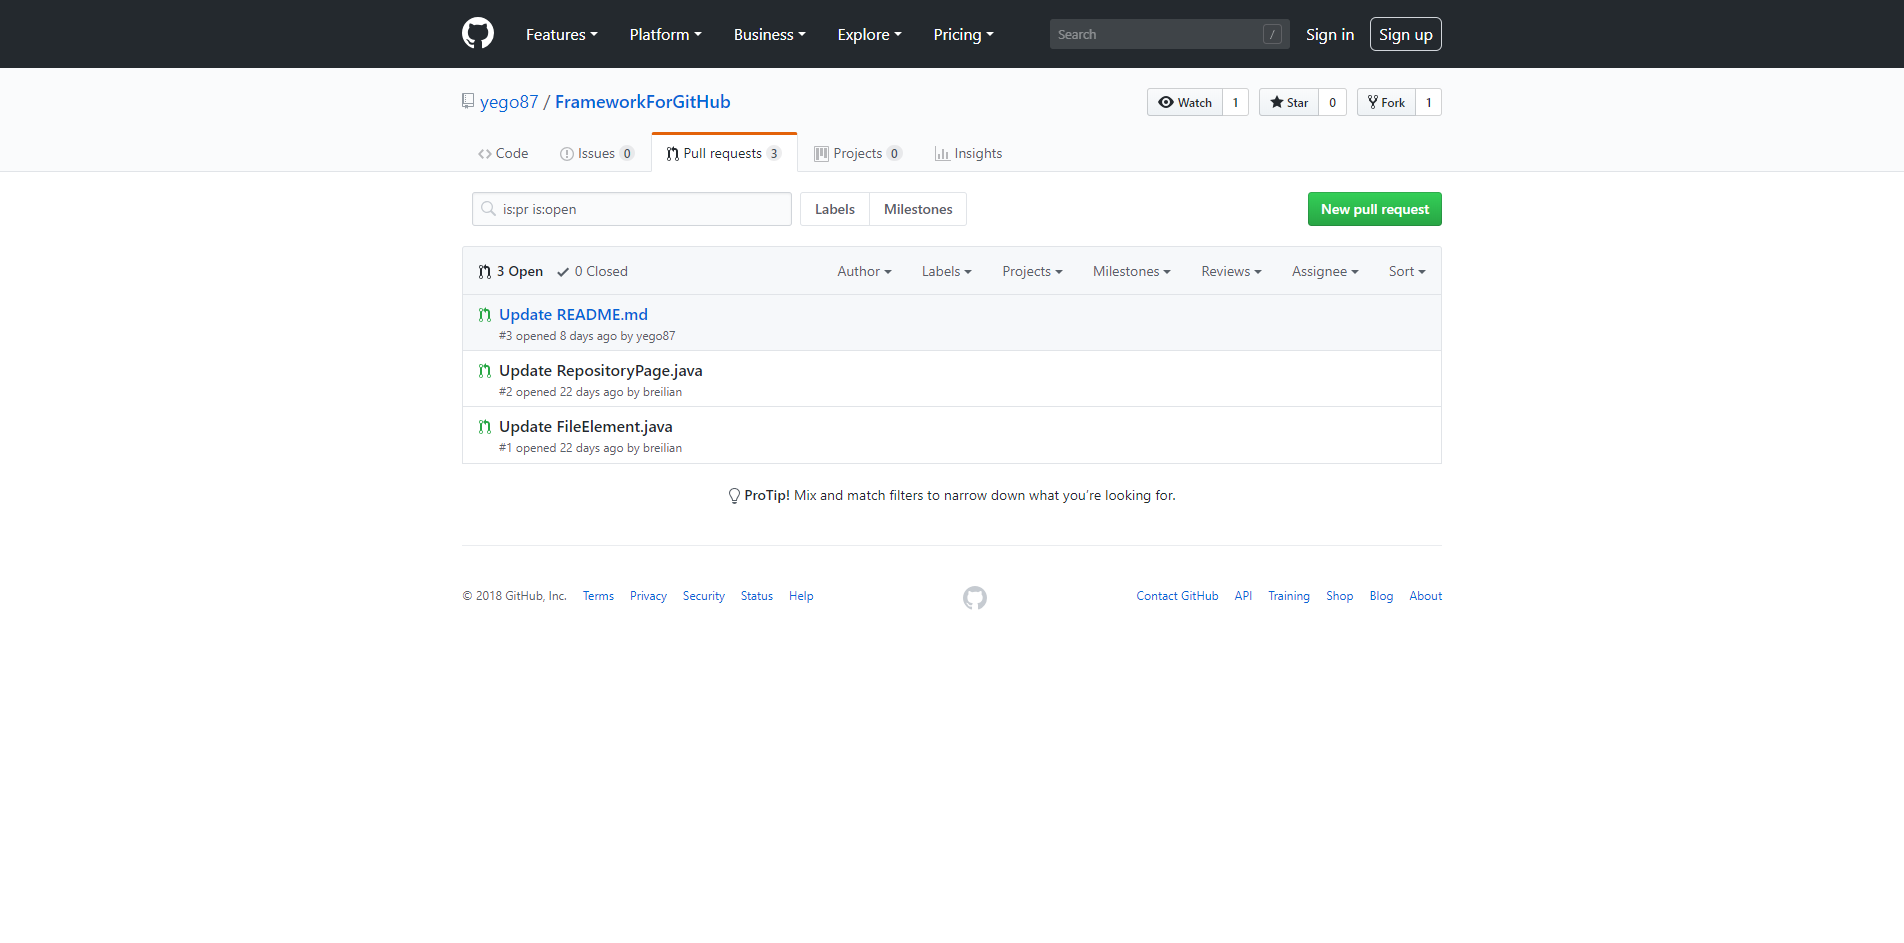 Features Platform Business Explore Pricing Search / Sign in Sign up
yego87 / FrameworkForGitHub Watch 1 Star 0 Fork 1
Code Issues 0 Pull requests 3 Projects 0 Insights
is:pr is:open Labels Milestones New pull request
3 Open 0 Closed Author Labels Projects Milestones Reviews Assignee Sort
Update README.md
#3 opened 8 days ago by yego87
Update RepositoryPage.java
#2 opened 22 days ago by breilian
Update FileElement.java
#1 opened 22 days ago by breilian
ProTip! Mix and match filters to narrow down what you’re looking for.
© 2018 GitHub, Inc. Terms Privacy Security Status Help Contact GitHub API Training Shop Blog About